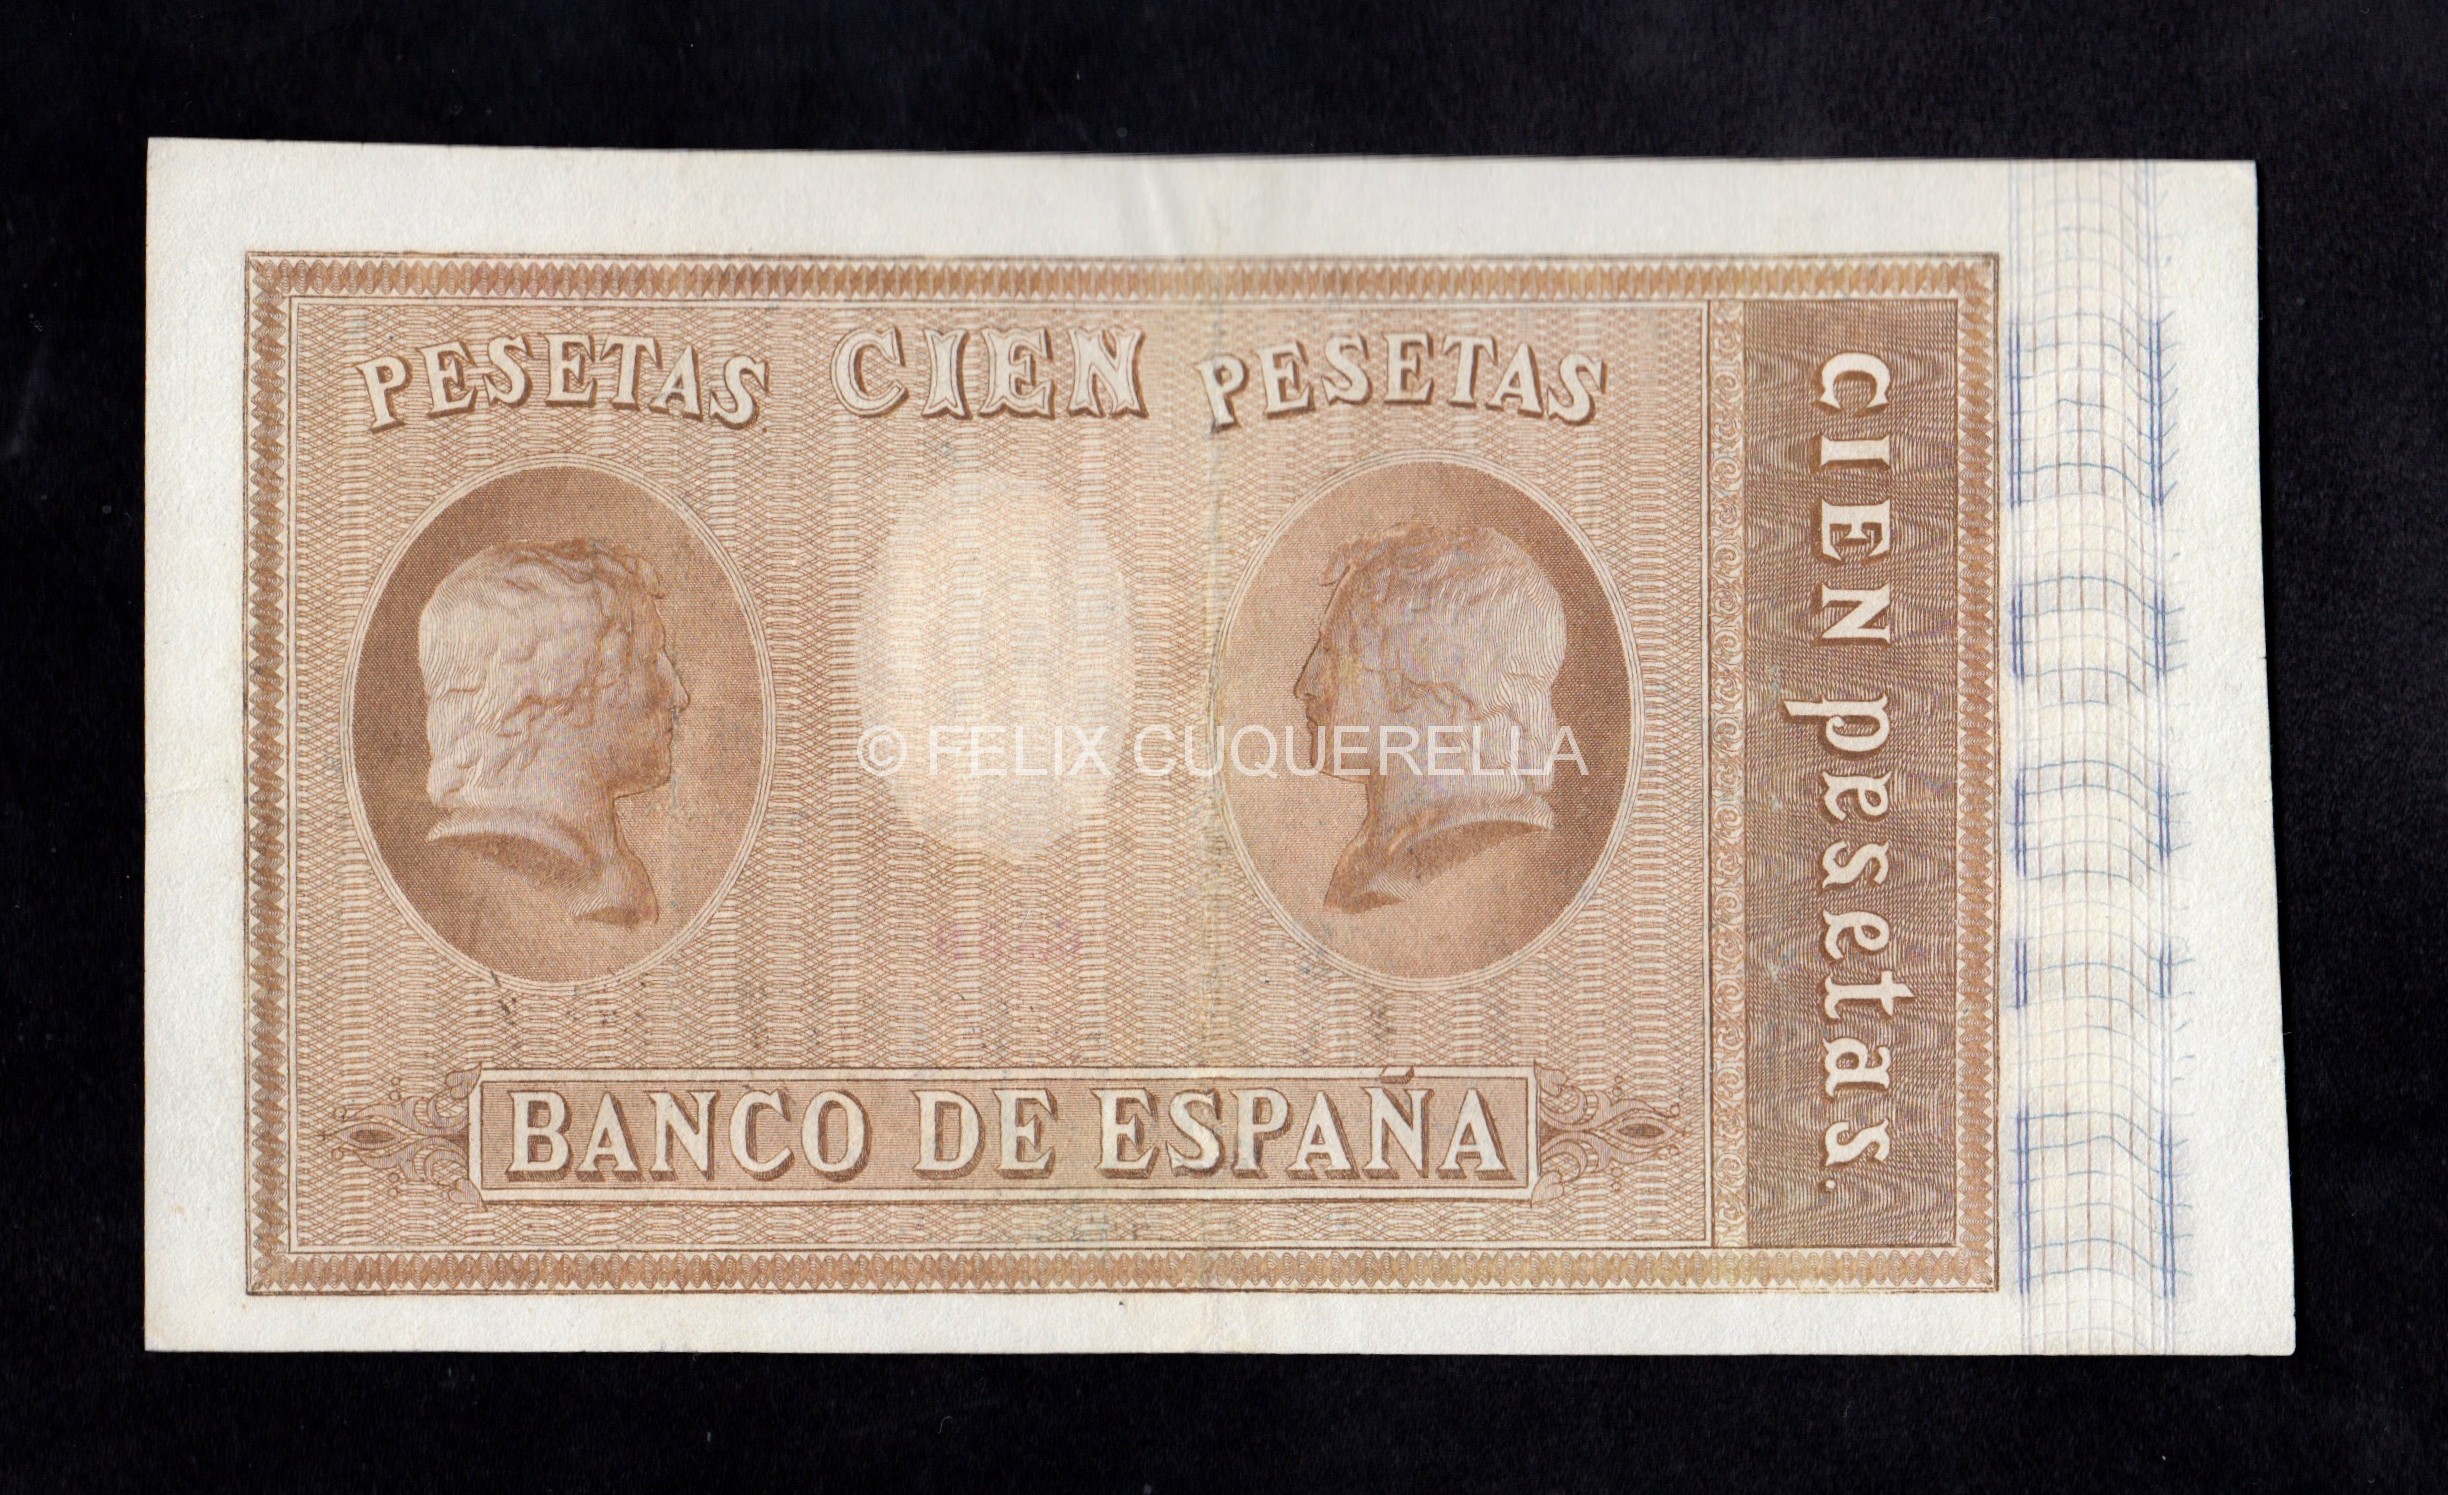 PESETAS CIEN PESETAS
© FELIX CUQUERELLA
BANCO DE ESPAÑA
CIEN pesetas.